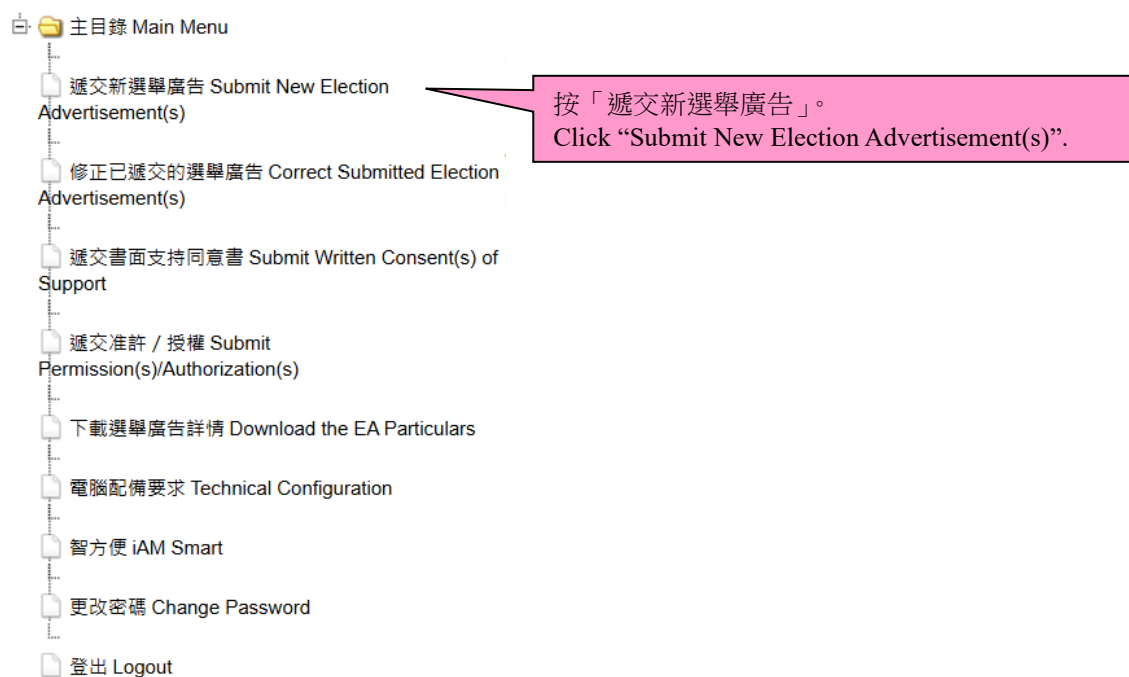 主目錄 Main Menu
遞交新選舉廣告 Submit New Election
Advertisement(s)
按「遞交新選舉廣告」。
Click “Submit New Election Advertisement(s)”.
修正已遞交的選舉廣告 Correct Submitted Election
Advertisement(s)
遞交書面支持同意書 Submit Written Consent(s) of
Support
遞交准許 / 授權 Submit
Permission(s)/Authorization(s)
下載選舉廣告詳情 Download the EA Particulars
電腦配備要求 Technical Configuration
智方便 iAM Smart
更改密碼 Change Password
登出 Logout